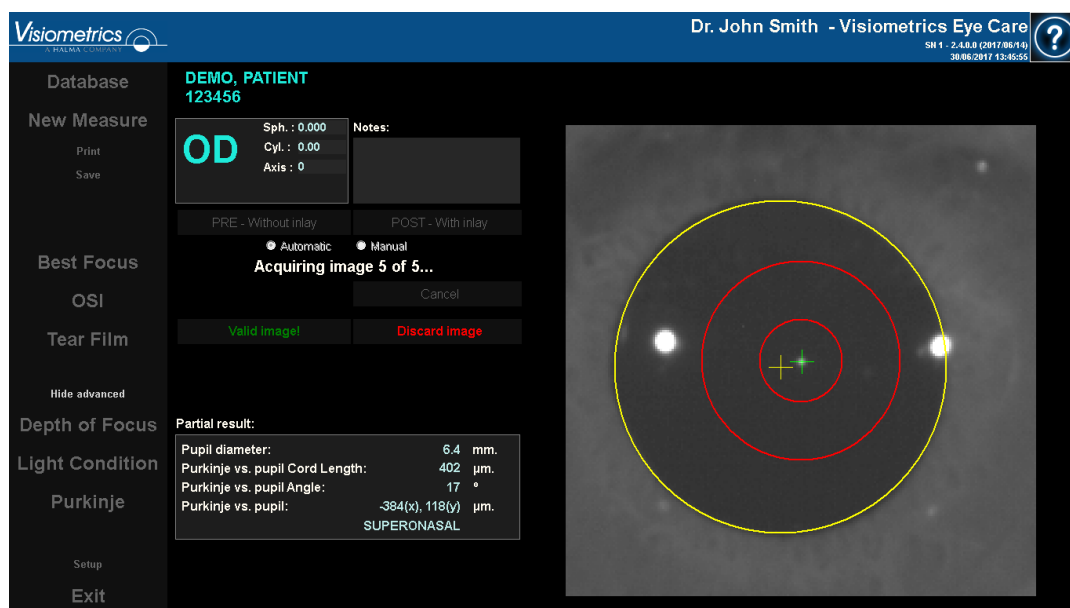 Visiometrics
A HALMA COMPANY
Dr. John Smith - Visiometrics Eye Care
SN 1 - 2.4.0.0 (2017/06/14)
30/06/2017 13:45:55
?
Database
New Measure
Print
Save
Best Focus
OSI
Tear Film
Hide advanced
Depth of Focus
Light Condition
Purkinje
Setup
Exit
DEMO, PATIENT
123456
OD
Sph. : 0.000
Cyl. : 0.00
Axis : 0
Notes:
PRE - Without inlay
POST - With inlay
Automatic
Manual
Acquiring image 5 of 5...
Cancel
Valid image!
Discard image
Partial result:
Pupil diameter: 6.4 mm.
Purkinje vs. pupil Cord Length: 402 µm.
Purkinje vs. pupil Angle: 17 º
Purkinje vs. pupil: -384(x), 118(y) µm.
SUPERONASAL